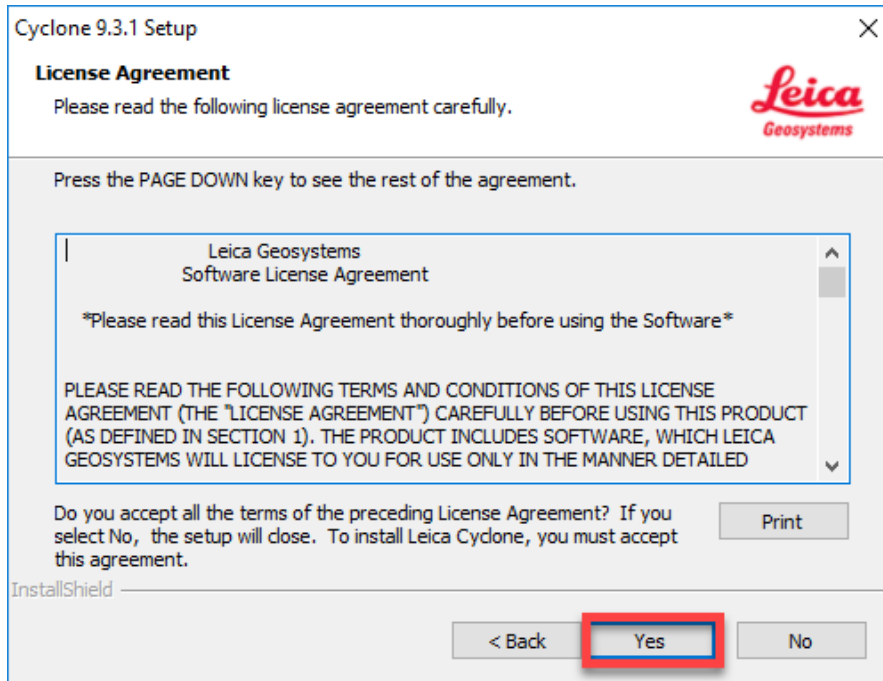 Cyclone 9.3.1 Setup
License Agreement
Please read the following license agreement carefully.
Leica
Geosystems
Press the PAGE DOWN key to see the rest of the agreement.
Leica Geosystems
Software License Agreement
*Please read this License Agreement thoroughly before using the Software*
PLEASE READ THE FOLLOWING TERMS AND CONDITIONS OF THIS LICENSE
AGREEMENT (THE "LICENSE AGREEMENT") CAREFULLY BEFORE USING THIS PRODUCT
(AS DEFINED IN SECTION 1). THE PRODUCT INCLUDES SOFTWARE, WHICH LEICA
GEOSYSTEMS WILL LICENSE TO YOU FOR USE ONLY IN THE MANNER DETAILED
Do you accept all the terms of the preceding License Agreement? If you
select No, the setup will close. To install Leica Cyclone, you must accept
this agreement.
Print
InstallShield
< Back Yes No